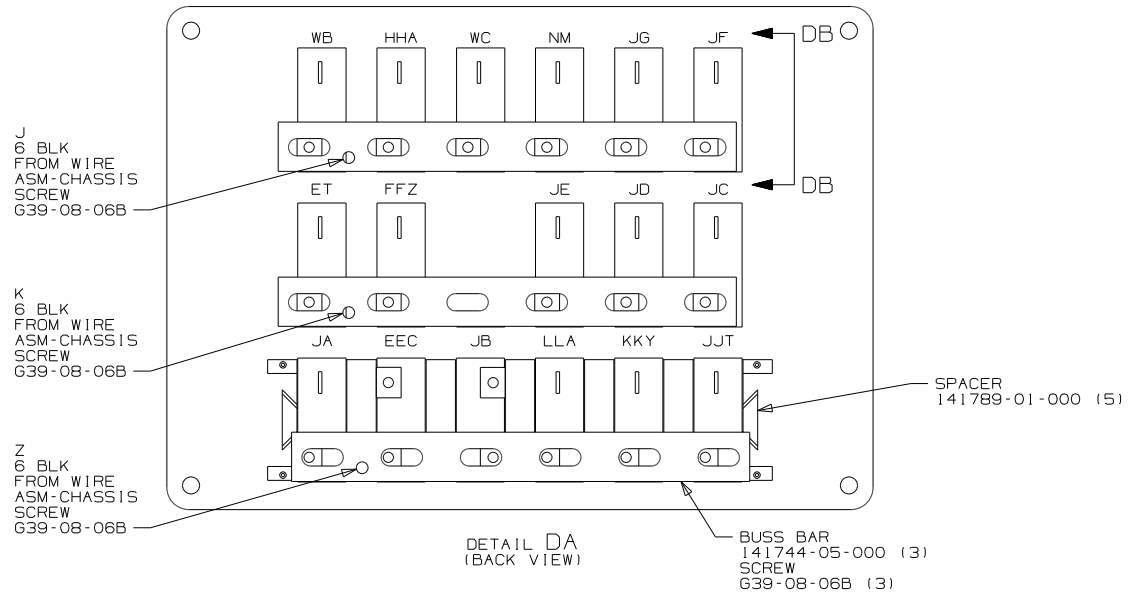 WB HHA WC NM JG JF
DB
J
6 BLK
FROM WIRE
ASM-CHASSIS
SCREW
G39-08-06B
DB
ET FFZ JE JD JC
K
6 BLK
FROM WIRE
ASM-CHASSIS
SCREW
G39-08-06B
JA EEC JB LLA KKY JJT
SPACER
141789-01-000 (5)
Z
6 BLK
FROM WIRE
ASM-CHASSIS
SCREW
G39-08-06B
DETAIL DA
(BACK VIEW)
BUSS BAR
141744-05-000 (3)
SCREW
G39-08-06B (3)